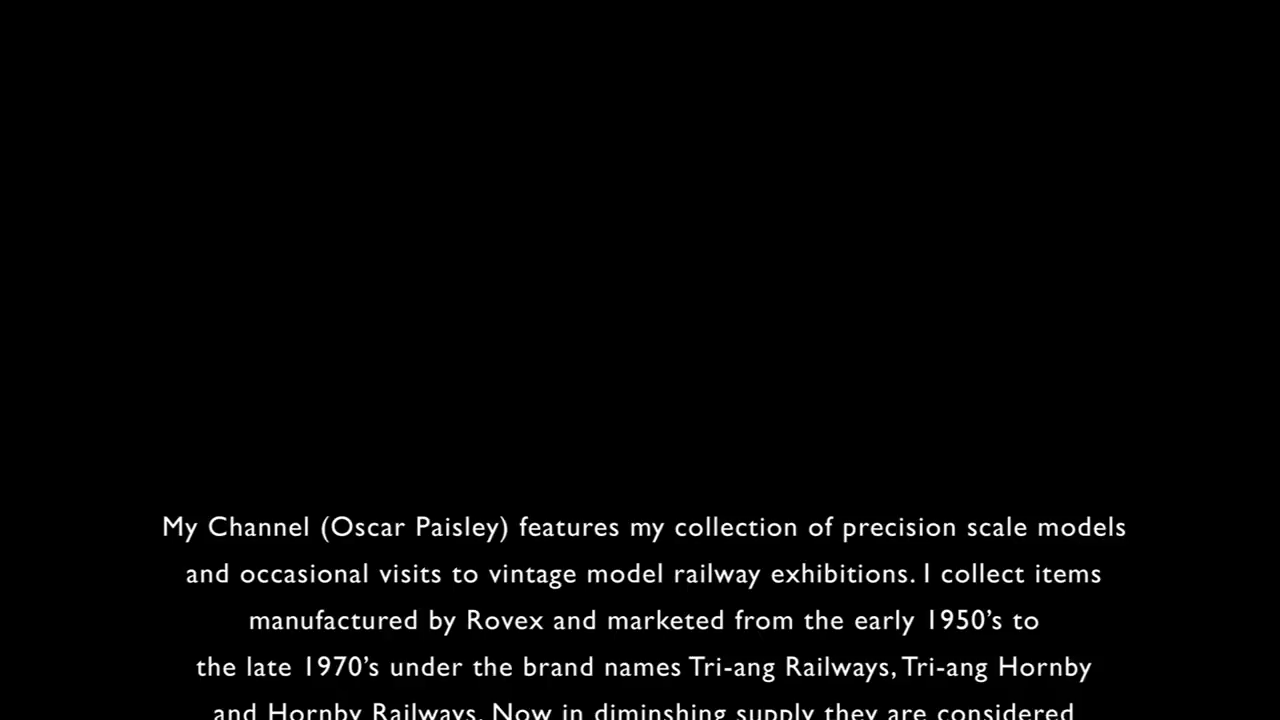 My Channel (Oscar Paisley) features my collection of precision scale models
and occasional visits to vintage model railway exhibitions. I collect items
manufactured by Rovex and marketed from the early 1950’s to
the late 1970’s under the brand names Tri-ang Railways, Tri-ang Hornby
and Hornby Railways. Now in diminshing supply they are considered